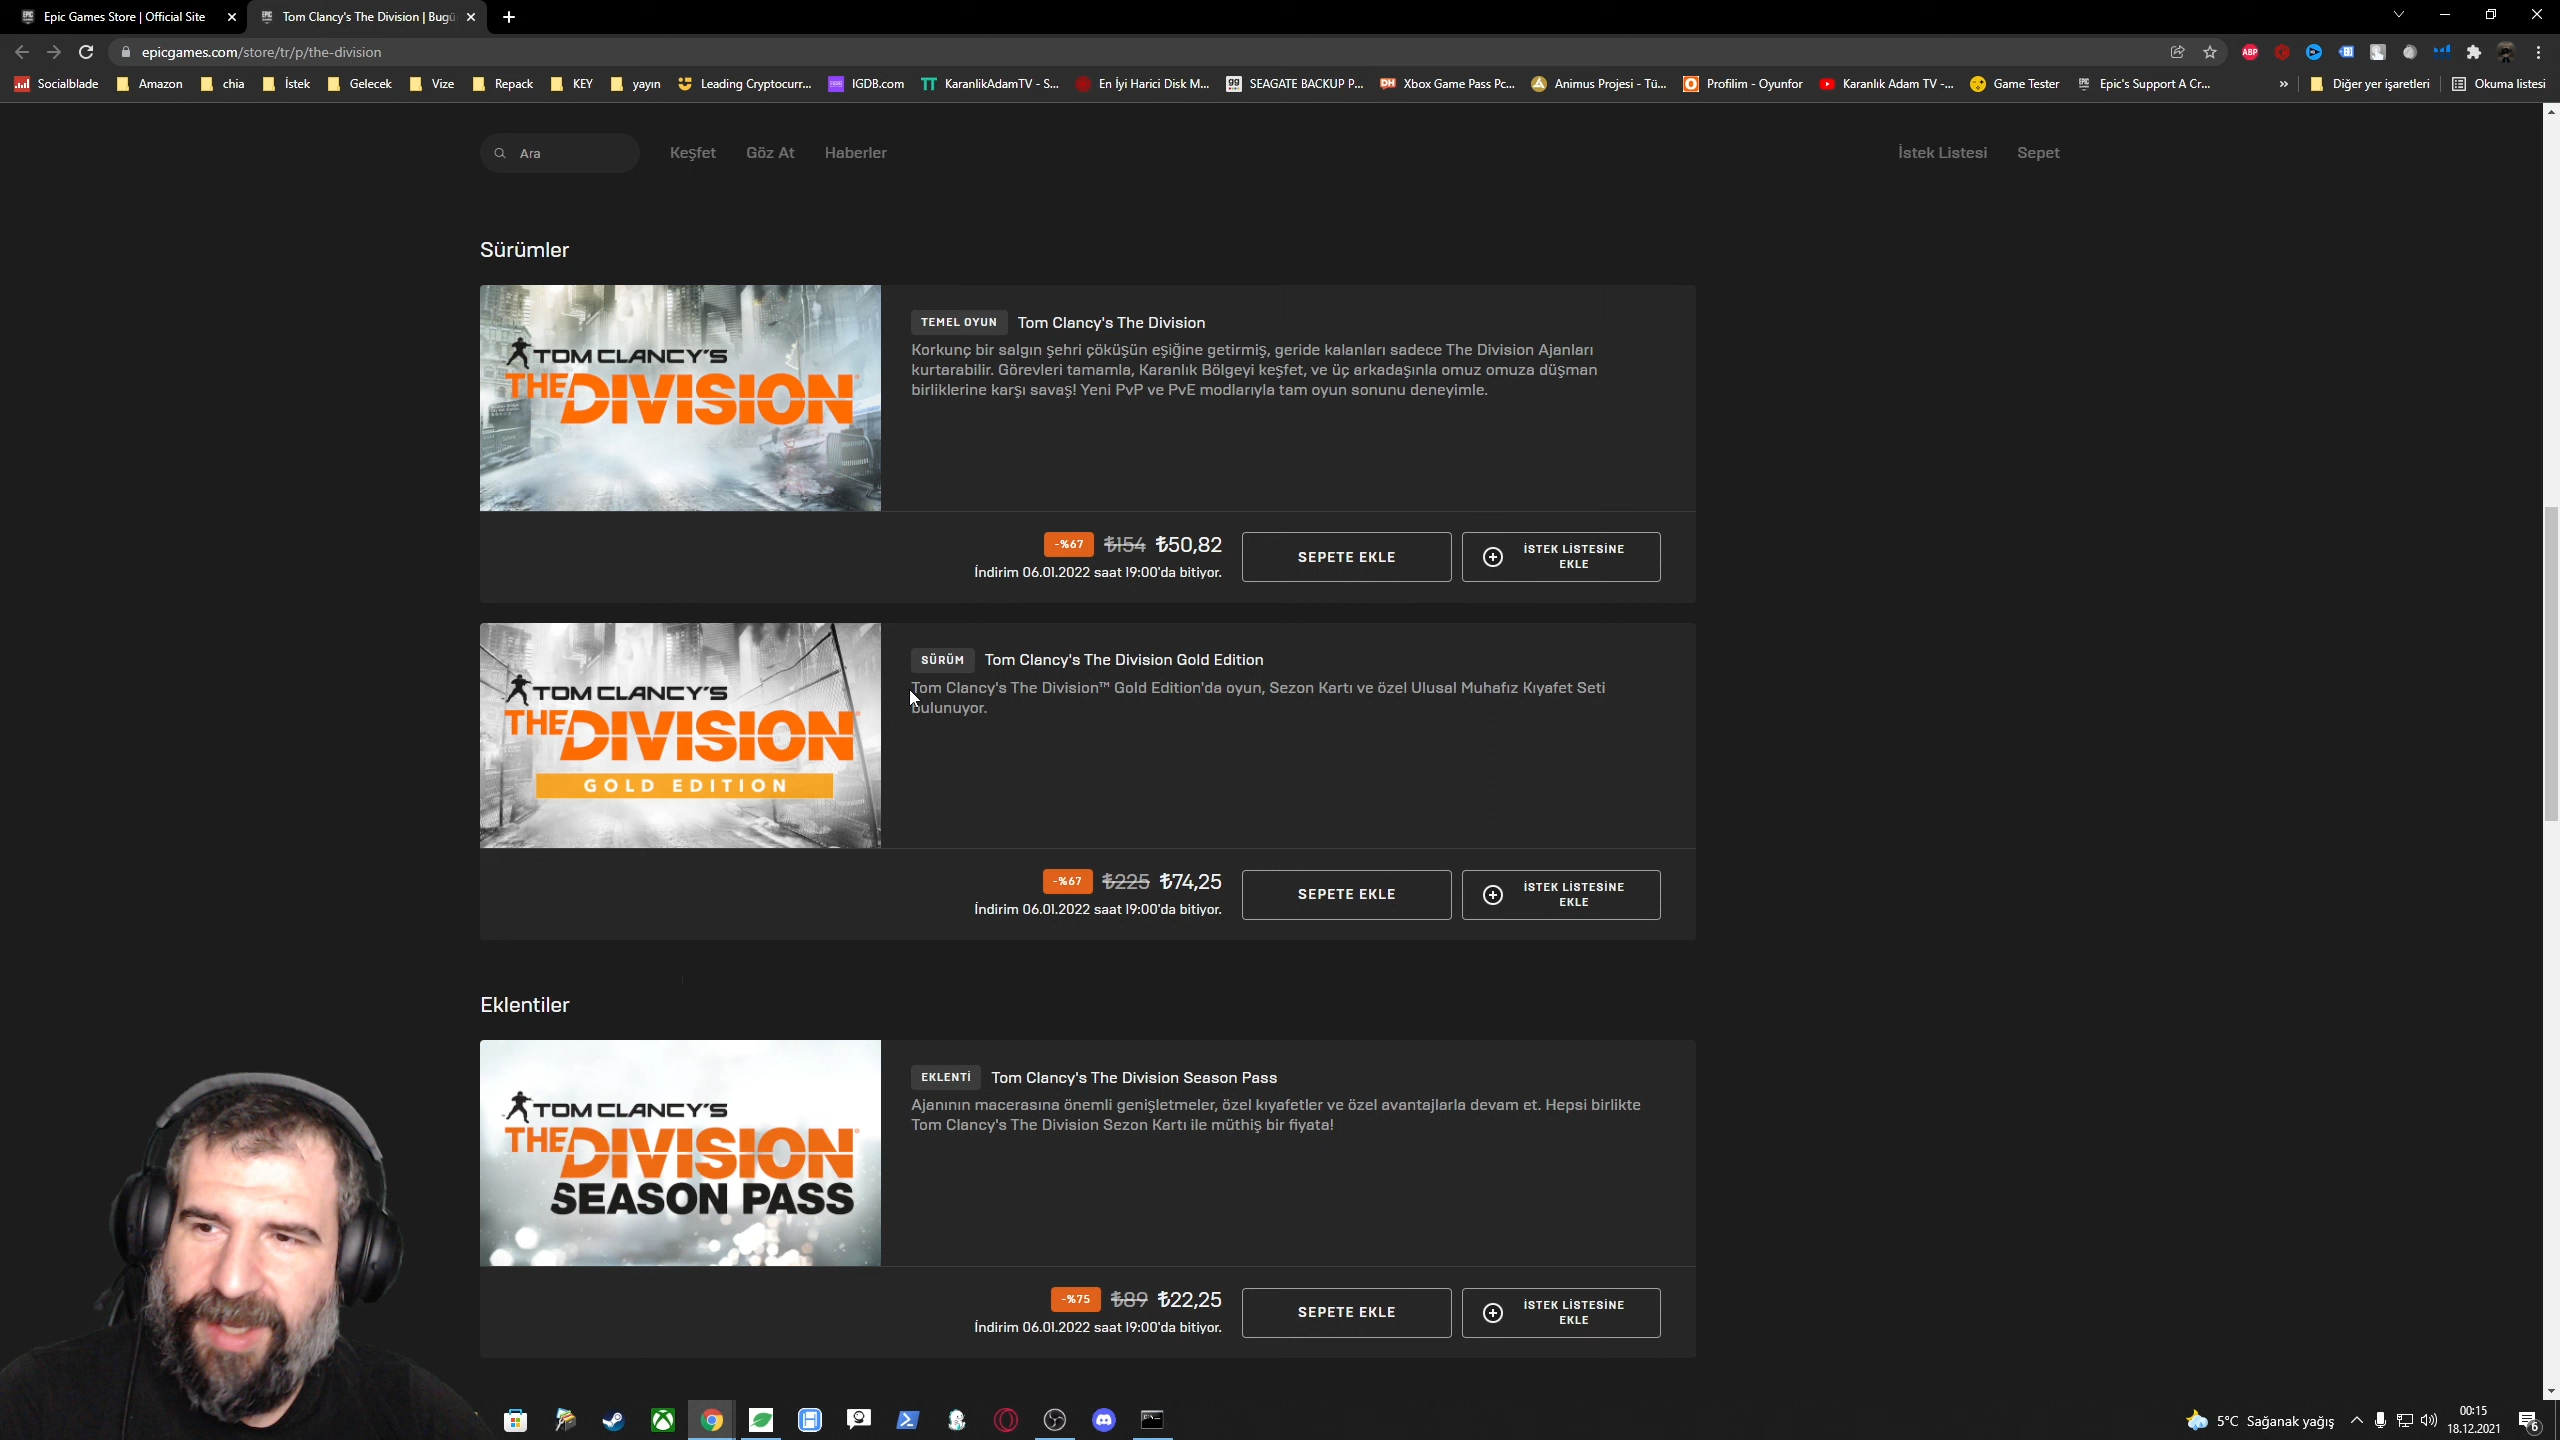 Epic Games Store | Official Site
Tom Clancy's The Division | Bugü
epicgames.com/store/tr/p/the-division
Socialblade
Amazon
chia
İstek
Gelecek
Vize
Repack
KEY
yayın
Leading Cryptocurr...
IGDB.com
KaranlikAdamTV - S...
En İyi Harici Disk M...
SEAGATE BACKUP P...
Xbox Game Pass Pc...
Animus Projesi - Tü...
Profilim - Oyunfor
Karanlık Adam TV -...
Game Tester
Epic's Support A Cr...
»
Diğer yer işaretleri
Okuma listesi
ABP
Ara
Keşfet
Göz At
Haberler
İstek Listesi
Sepet
Sürümler
TOM CLANCY'S
THE DIVISION
TEMEL OYUN Tom Clancy's The Division
Korkunç bir salgın şehri çöküşün eşiğine getirmiş, geride kalanları sadece The Division Ajanları
kurtarabilir. Görevleri tamamla, Karanlık Bölgeyi keşfet, ve üç arkadaşınla omuz omuza düşman
birliklerine karşı savaş! Yeni PvP ve PvE modlarıyla tam oyun sonunu deneyimle.
-%67 ₺154 ₺50,82
İndirim 06.01.2022 saat 19:00'da bitiyor.
SEPETE EKLE
İSTEK LİSTESİNE
EKLE
TOM CLANCY'S
THE DIVISION
GOLD EDITION
SÜRÜM Tom Clancy's The Division Gold Edition
Tom Clancy's The Division™ Gold Edition'da oyun, Sezon Kartı ve özel Ulusal Muhafız Kıyafet Seti
bulunuyor.
-%67 ₺225 ₺74,25
İndirim 06.01.2022 saat 19:00'da bitiyor.
SEPETE EKLE
İSTEK LİSTESİNE
EKLE
Eklentiler
TOM CLANCY'S
THE DIVISION
SEASON PASS
EKLENTİ Tom Clancy's The Division Season Pass
Ajanının macerasına önemli genişletmeler, özel kıyafetler ve özel avantajlarla devam et. Hepsi birlikte
Tom Clancy's The Division Sezon Kartı ile müthiş bir fiyata!
-%75 ₺89 ₺22,25
İndirim 06.01.2022 saat 19:00'da bitiyor.
SEPETE EKLE
İSTEK LİSTESİNE
EKLE
5°C Sağanak yağış
00:15
18.12.2021
6